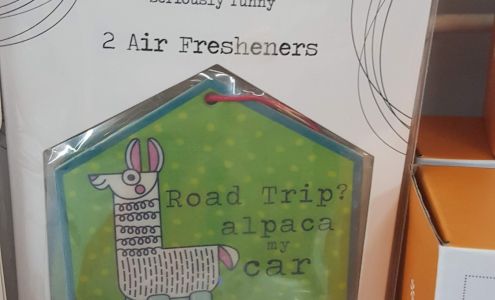 seriously funny
2 Air Fresheners
Road Trip?
alpaca
my
car